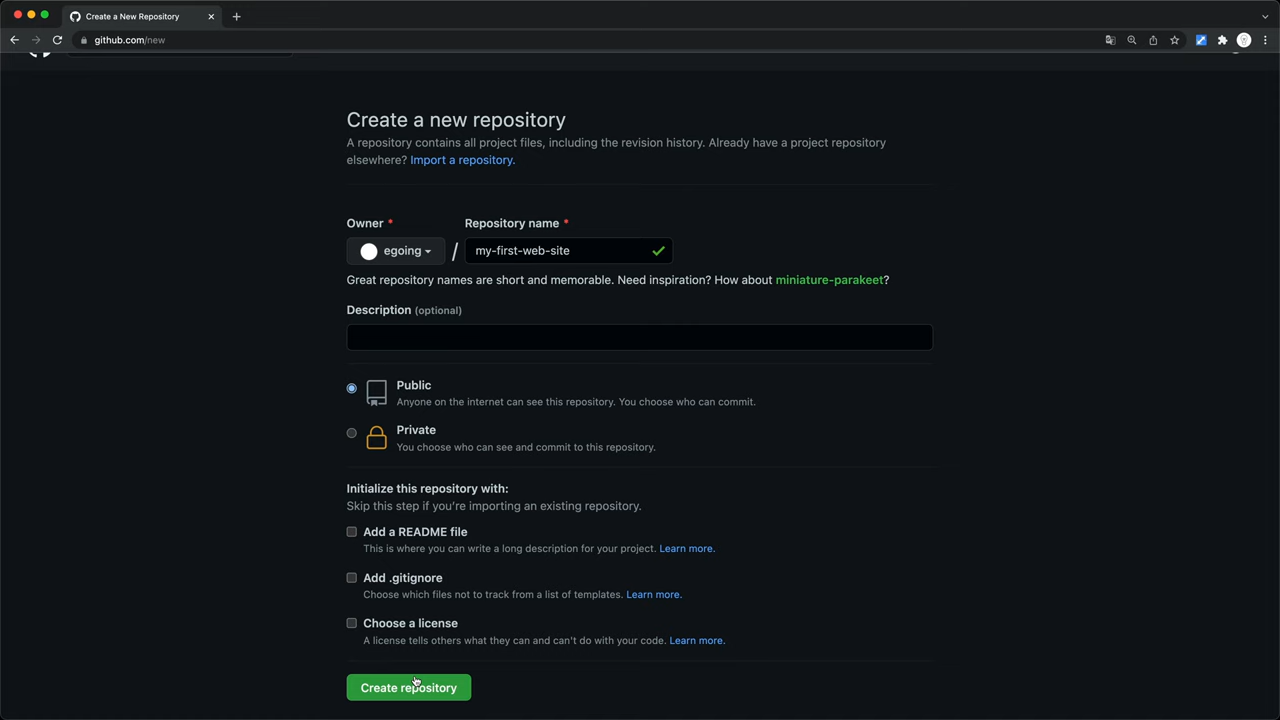 Create a New Repository
github.com/new
Create a new repository
A repository contains all project files, including the revision history. Already have a project repository
elsewhere? Import a repository.
Owner * Repository name *
egoing / my-first-web-site
Great repository names are short and memorable. Need inspiration? How about miniature-parakeet?
Description (optional)
Public
Anyone on the internet can see this repository. You choose who can commit.
Private
You choose who can see and commit to this repository.
Initialize this repository with:
Skip this step if you're importing an existing repository.
Add a README file
This is where you can write a long description for your project. Learn more.
Add .gitignore
Choose which files not to track from a list of templates. Learn more.
Choose a license
A license tells others what they can and can't do with your code. Learn more.
Create repository